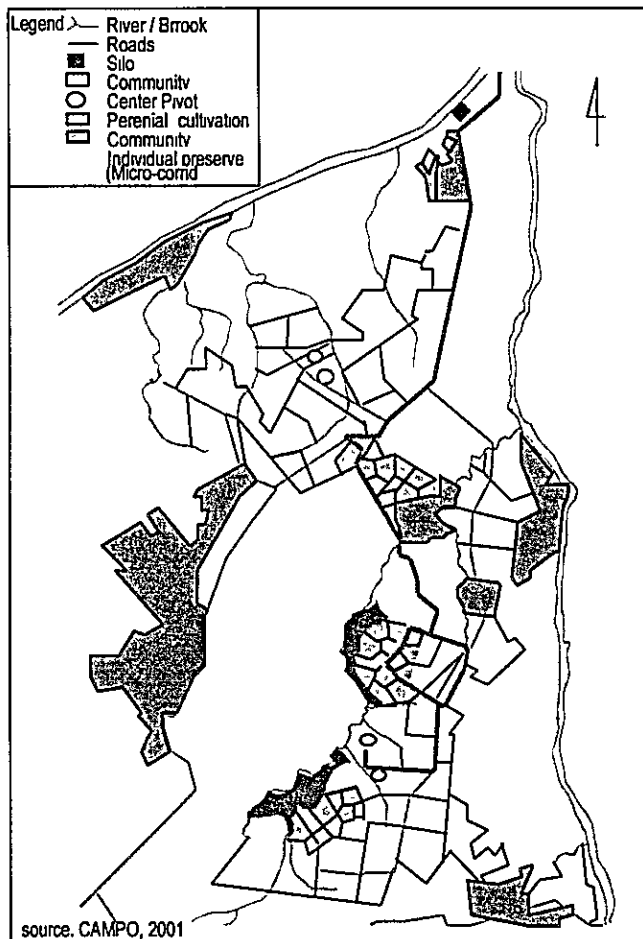 Legend River / Brrook
Roads
Silo
Community
Center Pivot
Perenial cultivation
Community
Individual preserve
(Micro-corrid
source. CAMPO, 2001